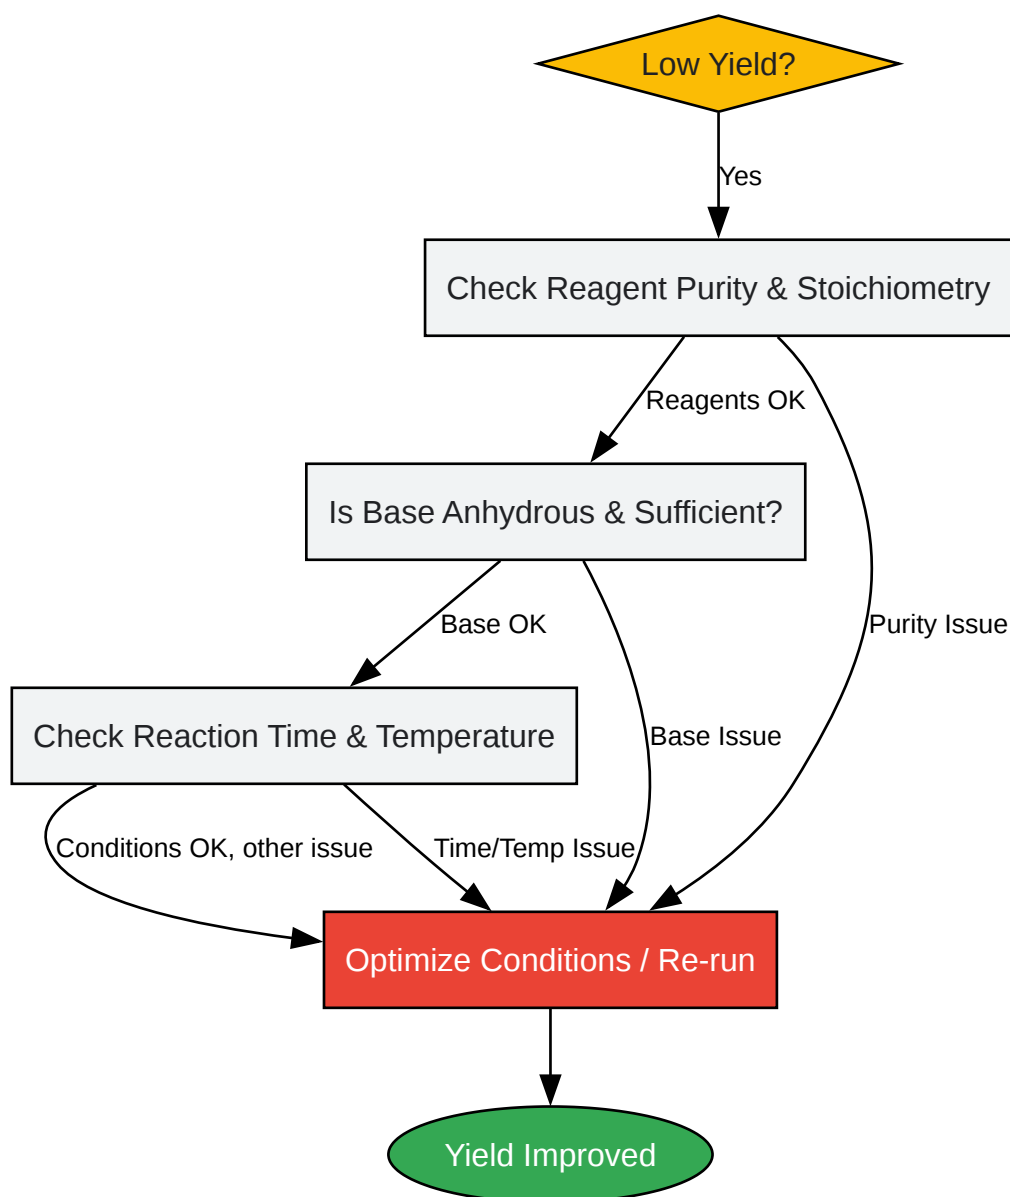 Low Yield?
Yes
Check Reagent Purity & Stoichiometry
Reagents OK
Is Base Anhydrous & Sufficient?
Base OK
Purity Issue
Check Reaction Time & Temperature
Base Issue
Conditions OK, other issue
Time/Temp Issue
Optimize Conditions / Re-run
Yield Improved